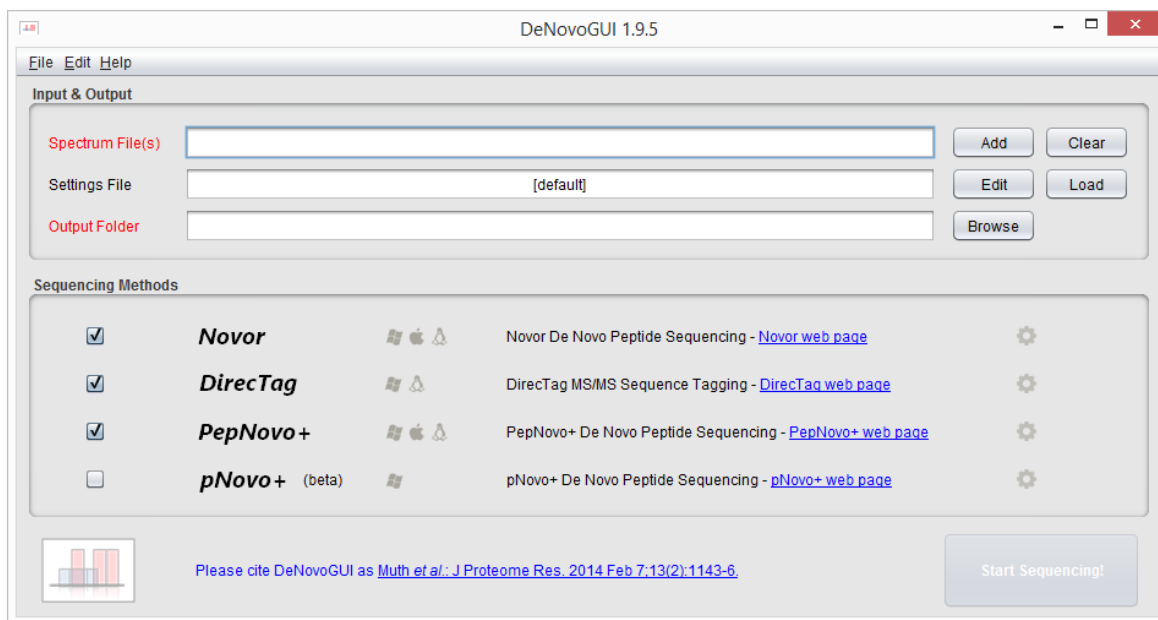 DeNovoGUI 1.9.5
File Edit Help
Input & Output
Spectrum File(s) Add Clear
Settings File [default] Edit Load
Output Folder Browse
Sequencing Methods
Novor Novor De Novo Peptide Sequencing - Novor web page
DirecTag DirecTag MS/MS Sequence Tagging - DirecTag web page
PepNovo+ PepNovo+ De Novo Peptide Sequencing - PepNovo+ web page
pNovo+ (beta) pNovo+ De Novo Peptide Sequencing - pNovo+ web page
Please cite DeNovoGUI as Muth et al.: J Proteome Res. 2014 Feb 7;13(2):1143-6. Start Sequencing!